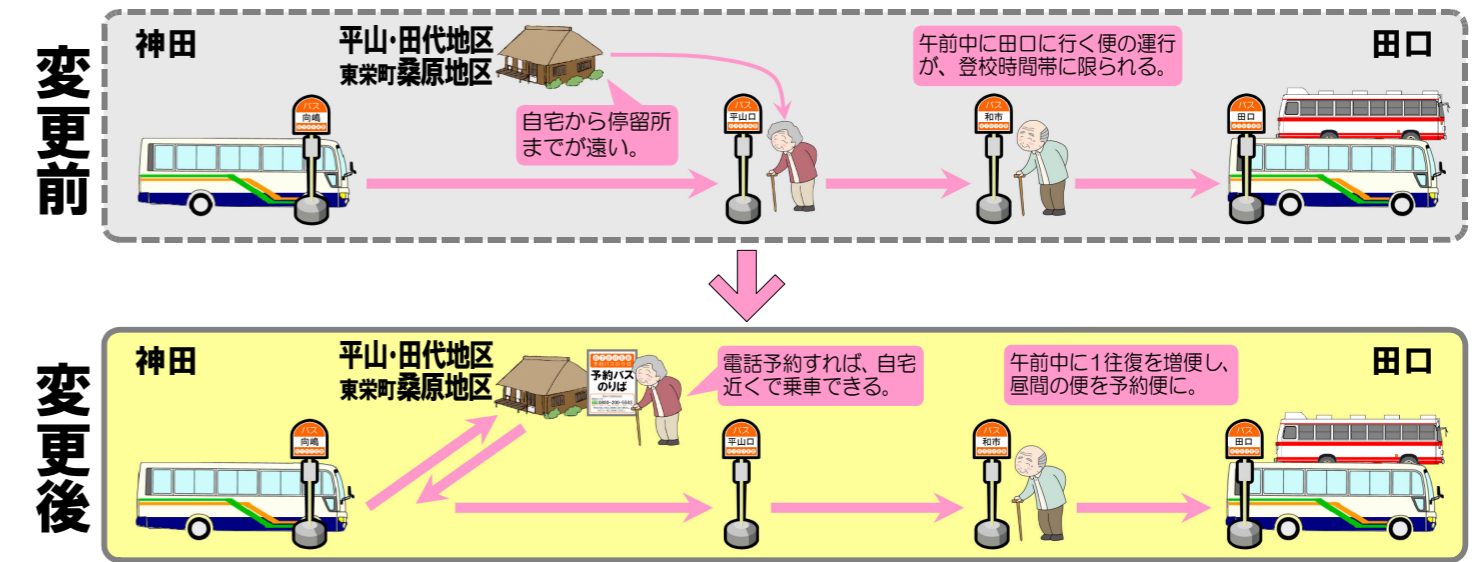 変更前
神田
平山・田代地区
東栄町桑原地区
自宅から停留所
までが遠い。
午前中に田口に行く便の運行
が、登校時間帯に限られる。
田口
バス
向嶋
バス
平山口
バス
和市
バス
田口
変更後
神田
平山・田代地区
東栄町桑原地区
予約バス
のりば
電話予約すれば、自宅
近くで乗車できる。
午前中に1往復を増便し、
昼間の便を予約便に。
田口
バス
向嶋
バス
平山口
バス
和市
バス
田口